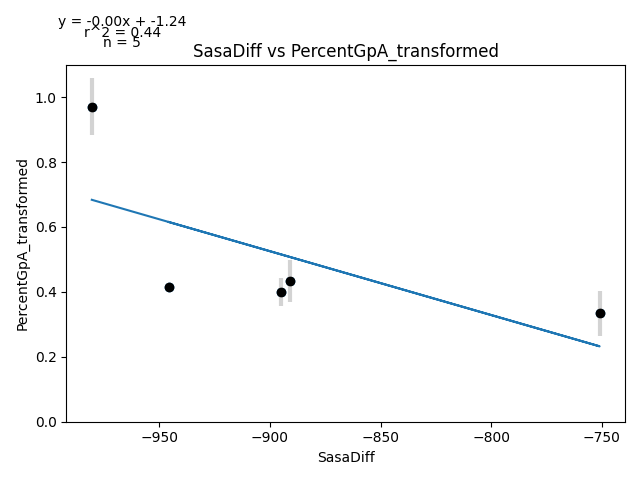 y = -0.00x + -1.24
r^2 = 0.44
n = 5
SasaDiff vs PercentGpA_transformed
PercentGpA_transformed
1.0
0.8
0.6
0.4
0.2
0.0
−950
−900
−850
−800
−750
SasaDiff